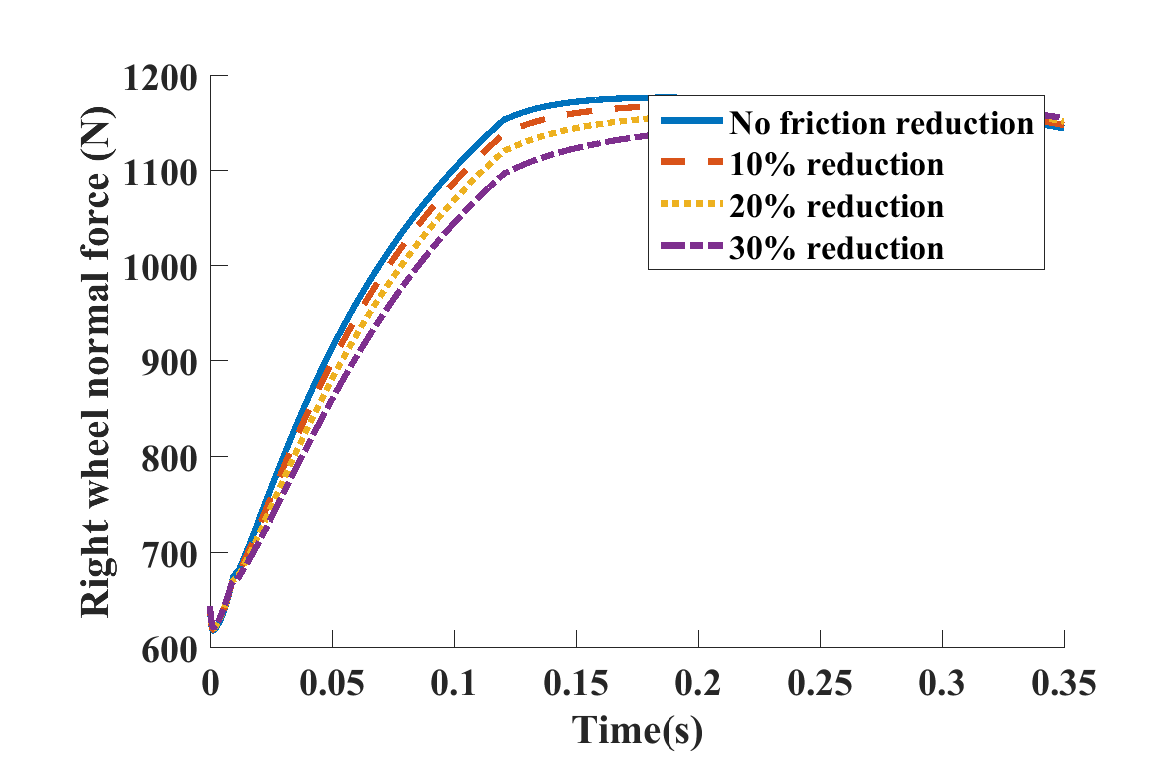 1200
1100
1000
900
800
700
600
Right wheel normal force (N)
No friction reduction
10% reduction
20% reduction
30% reduction
0 0.05 0.1 0.15 0.2 0.25 0.3 0.35
Time(s)